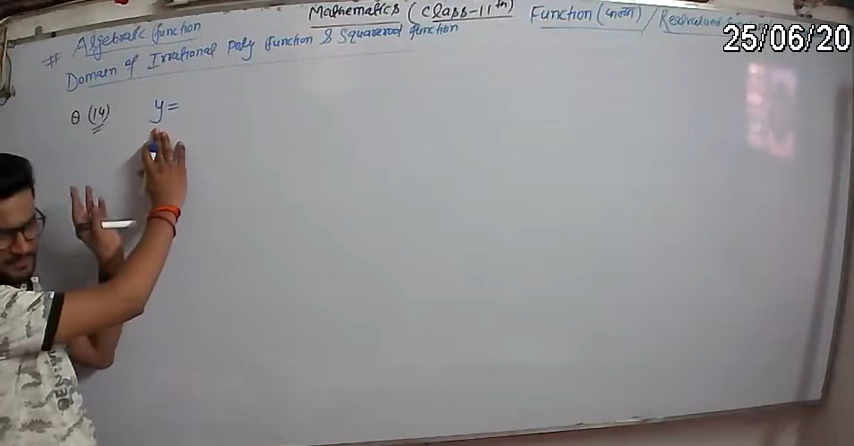 Mathematics (Class-11th) Function (फलन) / Realvalued
25/06/20
# Algebraic function
Domain of Irrational Poly function & Squareroot function
Q (14) y =